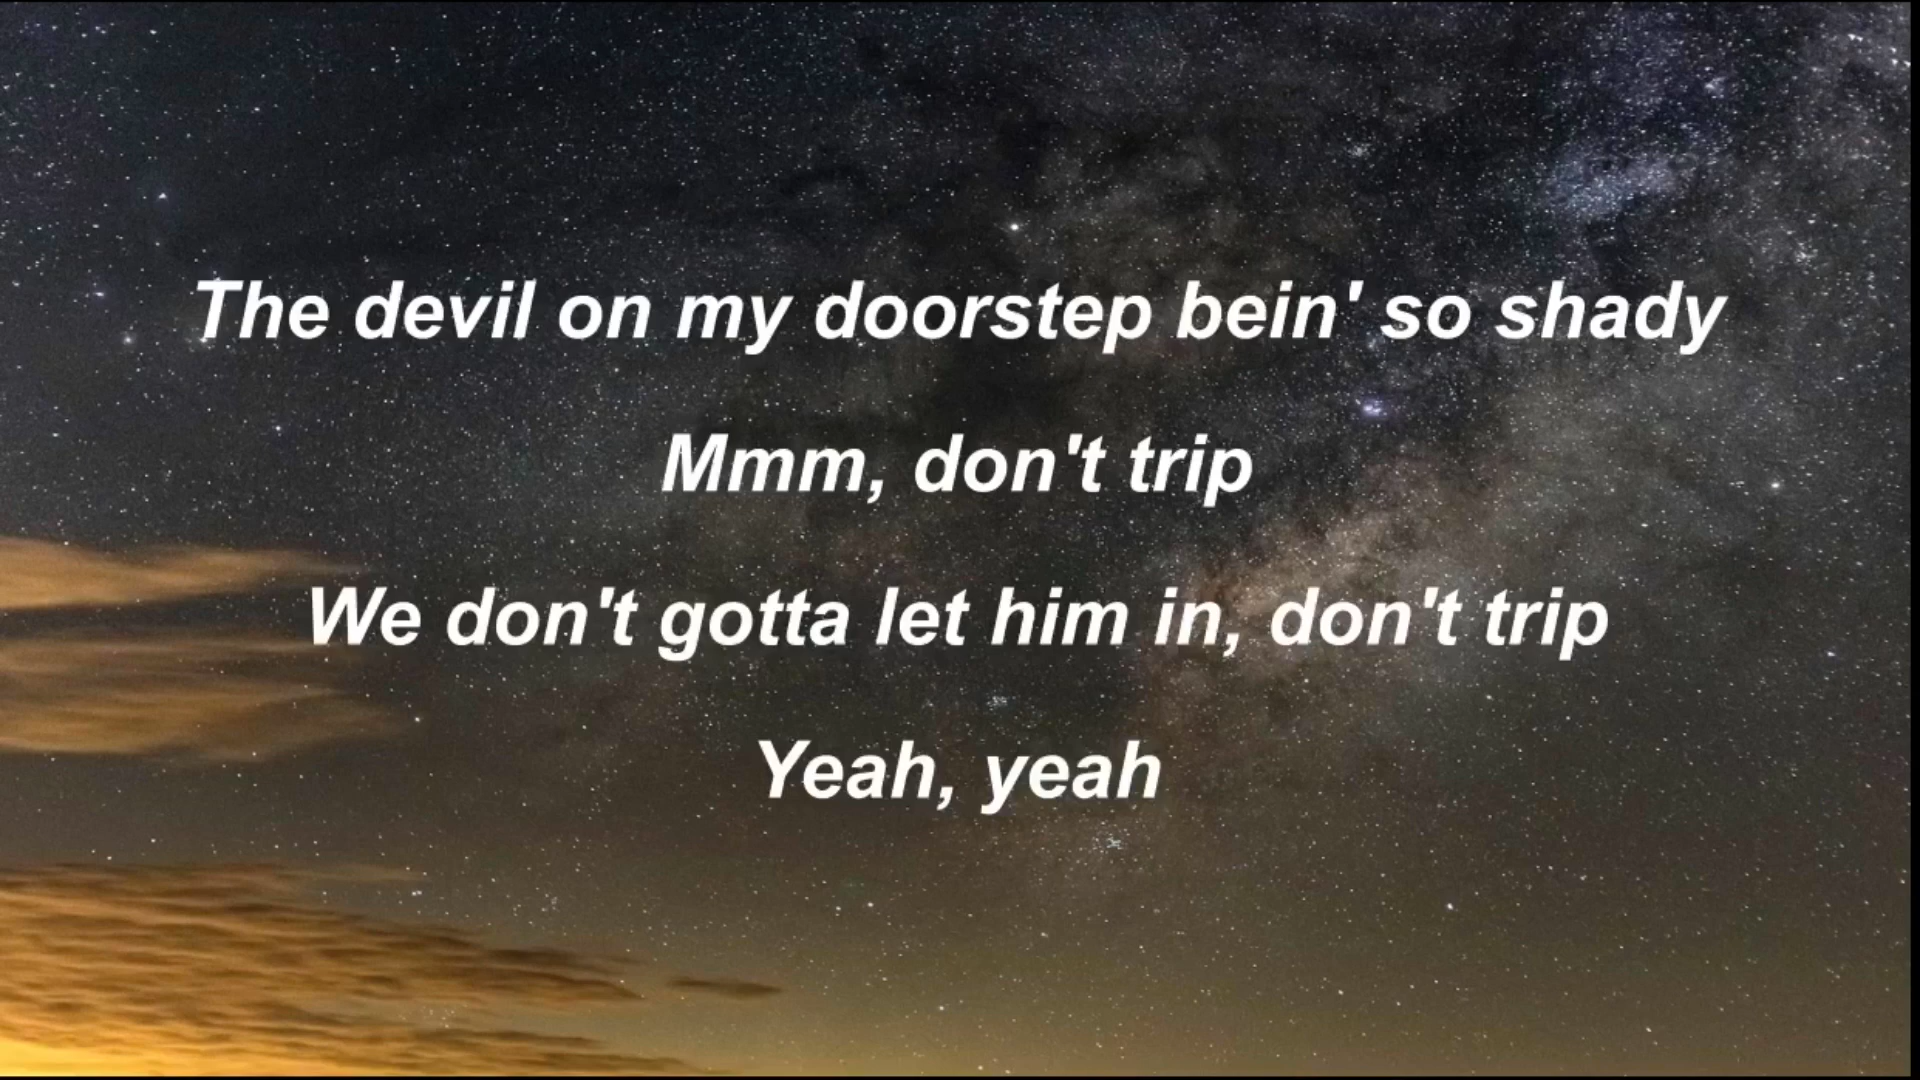 The devil on my doorstep bein' so shady
Mmm, don't trip
We don't gotta let him in, don't trip
Yeah, yeah